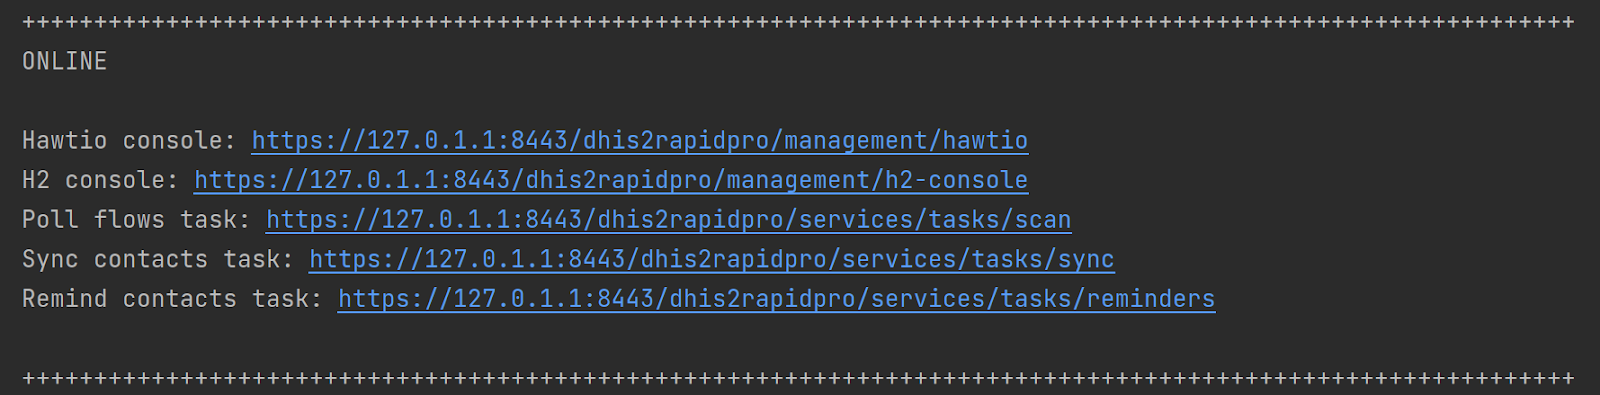 ++++++++++++++++++++++++++++++++++++++++++++++++++++++++++++++++++++++++++++++++++++++++++++++++++++++++++++
ONLINE
Hawtio console: https://127.0.1.1:8443/dhis2rapidpro/management/hawtio
H2 console: https://127.0.1.1:8443/dhis2rapidpro/management/h2-console
Poll flows task: https://127.0.1.1:8443/dhis2rapidpro/services/tasks/scan
Sync contacts task: https://127.0.1.1:8443/dhis2rapidpro/services/tasks/sync
Remind contacts task: https://127.0.1.1:8443/dhis2rapidpro/services/tasks/reminders
++++++++++++++++++++++++++++++++++++++++++++++++++++++++++++++++++++++++++++++++++++++++++++++++++++++++++++